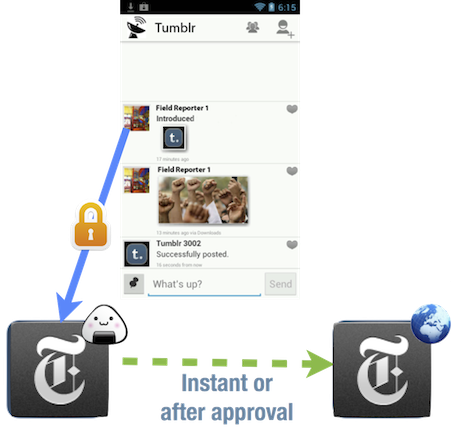 6:15
Tumblr
Field Reporter 1
Introduced
t.
17 minutes ago
Field Reporter 1
13 minutes ago via Downloads
Tumblr 3002
t.
Successfully posted.
16 seconds from now
What's up?
Send
T
T
Instant or
after approval